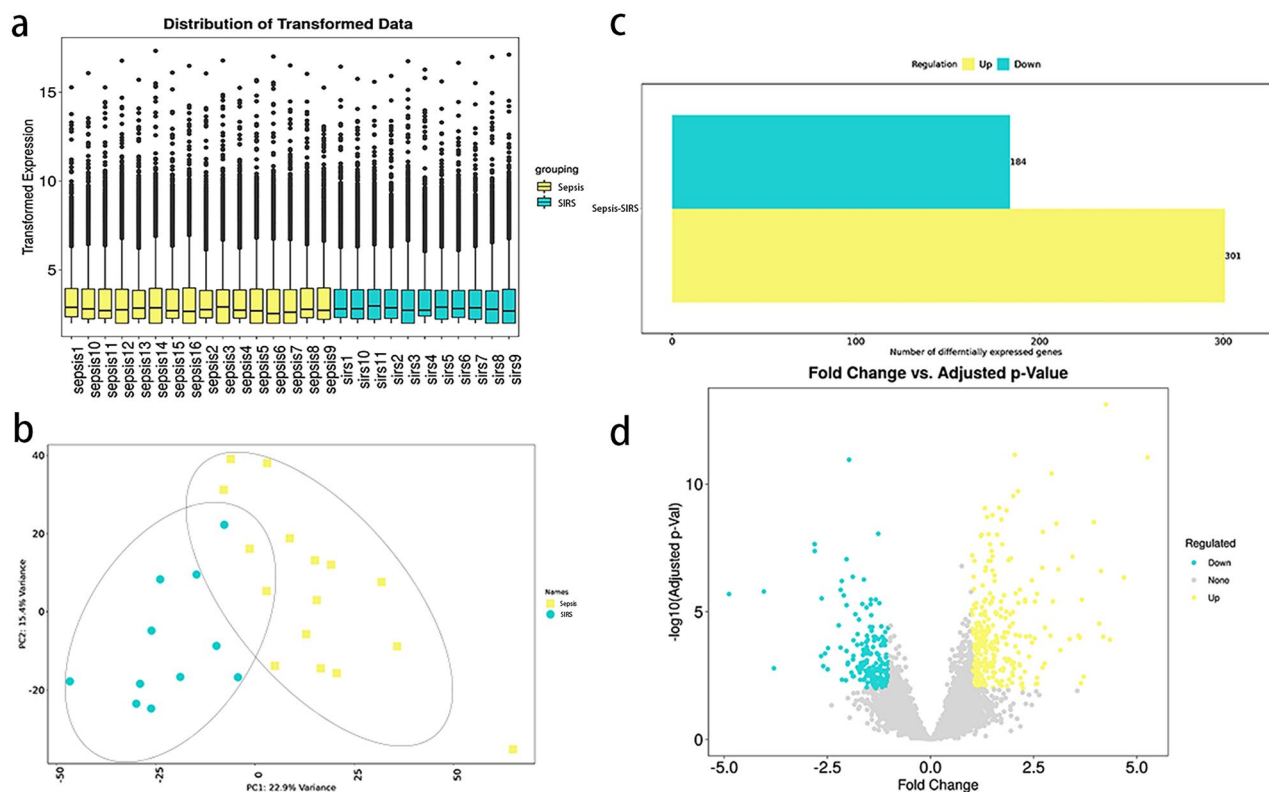 a
Distribution of Transformed Data
Transformed Expression
15
10
5
grouping
Sepsis
SIRS
sepsis1
sepsis10
sepsis11
sepsis12
sepsis13
sepsis14
sepsis15
sepsis16
sepsis2
sepsis3
sepsis4
sepsis5
sepsis6
sepsis7
sepsis8
sepsis9
sirs1
sirs10
sirs11
sirs2
sirs3
sirs4
sirs5
sirs6
sirs7
sirs8
sirs9
b
PC2: 15.4% Variance
40
20
0
-20
-50
0
50
PC1: 22.9% Variance
Names
Sepsis
SIRS
c
Regulation Up Down
Sepsis-SIRS
184
301
0 100 200 300
Number of differntially expressed genes
d
Fold Change vs. Adjusted p-Value
-log10(Adjusted p-Val)
10
5
0
-5.0 -2.5 0.0 2.5 5.0
Fold Change
Regulated
Down
None
Up